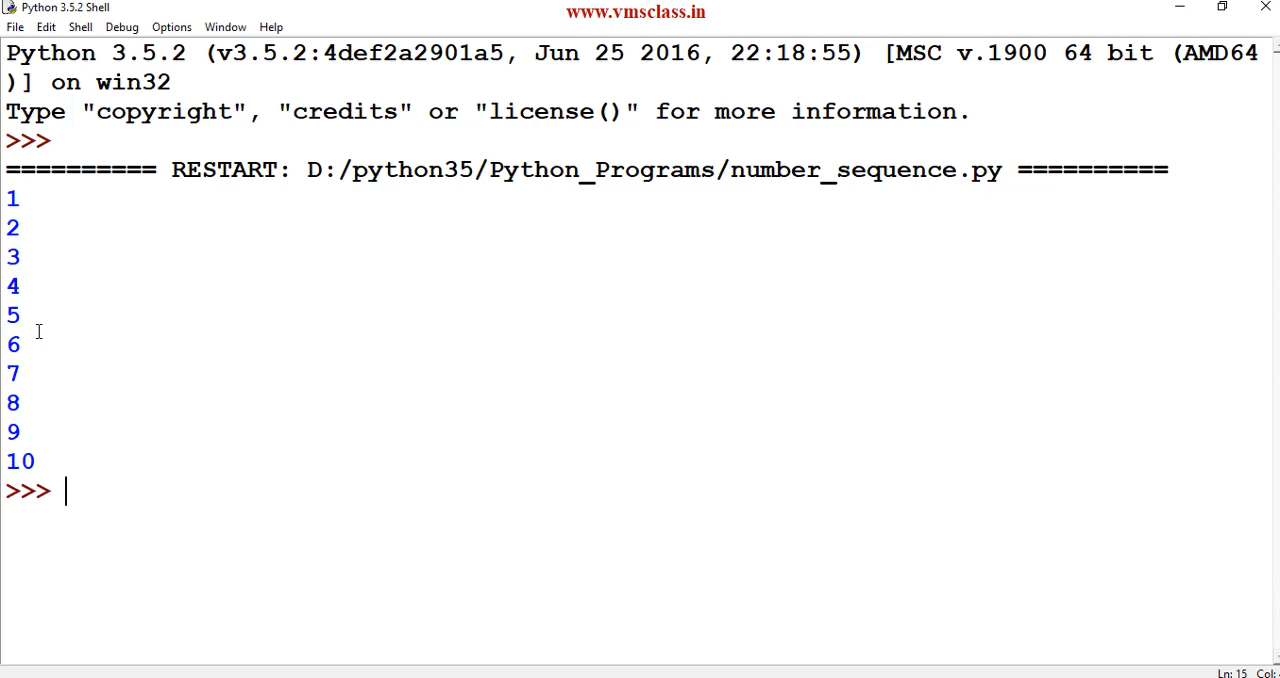 Python 3.5.2 Shell
www.vmsclass.in
File Edit Shell Debug Options Window Help
Python 3.5.2 (v3.5.2:4def2a2901a5, Jun 25 2016, 22:18:55) [MSC v.1900 64 bit (AMD64
)] on win32
Type "copyright", "credits" or "license()" for more information.
>>>
========== RESTART: D:/python35/Python_Programs/number_sequence.py ==========
1
2
3
4
5
6
7
8
9
10
>>>
Ln: 15 Col: